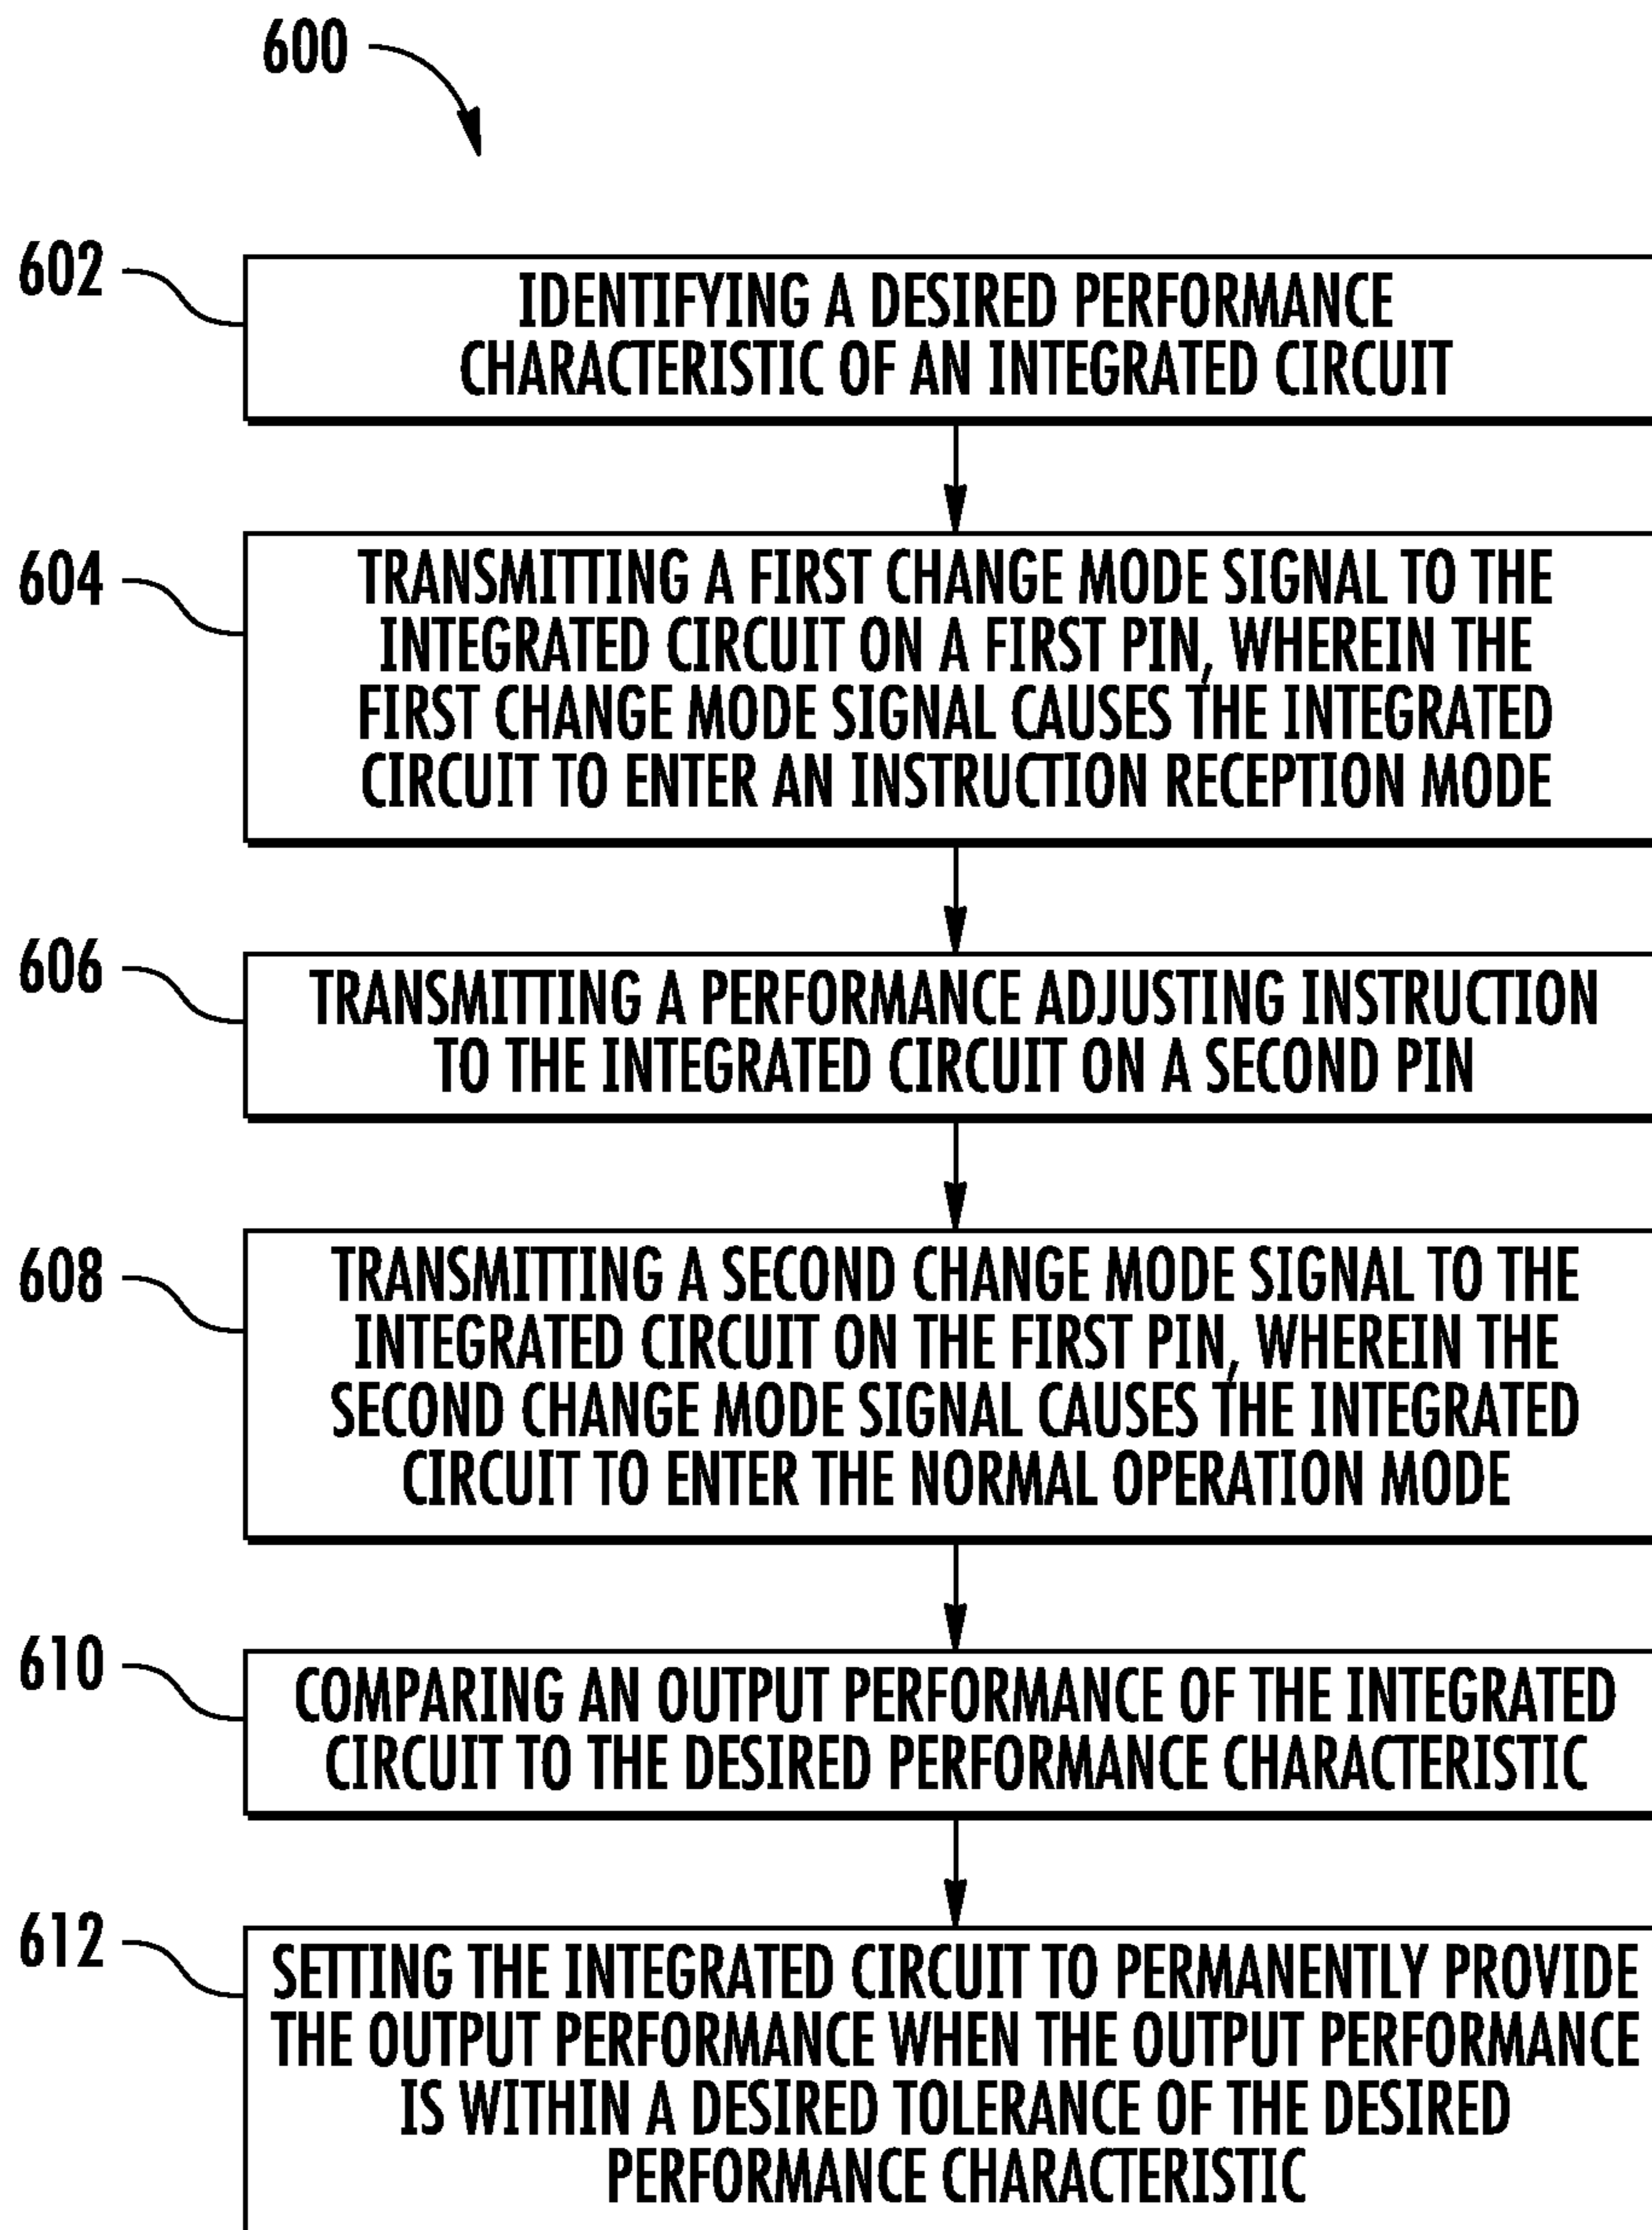 600
602
IDENTIFYING A DESIRED PERFORMANCE
CHARACTERISTIC OF AN INTEGRATED CIRCUIT
604
TRANSMITTING A FIRST CHANGE MODE SIGNAL TO THE
INTEGRATED CIRCUIT ON A FIRST PIN, WHEREIN THE
FIRST CHANGE MODE SIGNAL CAUSES THE INTEGRATED
CIRCUIT TO ENTER AN INSTRUCTION RECEPTION MODE
606
TRANSMITTING A PERFORMANCE ADJUSTING INSTRUCTION
TO THE INTEGRATED CIRCUIT ON A SECOND PIN
608
TRANSMITTING A SECOND CHANGE MODE SIGNAL TO THE
INTEGRATED CIRCUIT ON THE FIRST PIN, WHEREIN THE
SECOND CHANGE MODE SIGNAL CAUSES THE INTEGRATED
CIRCUIT TO ENTER THE NORMAL OPERATION MODE
610
COMPARING AN OUTPUT PERFORMANCE OF THE INTEGRATED
CIRCUIT TO THE DESIRED PERFORMANCE CHARACTERISTIC
612
SETTING THE INTEGRATED CIRCUIT TO PERMANENTLY PROVIDE
THE OUTPUT PERFORMANCE WHEN THE OUTPUT PERFORMANCE
IS WITHIN A DESIRED TOLERANCE OF THE DESIRED
PERFORMANCE CHARACTERISTIC